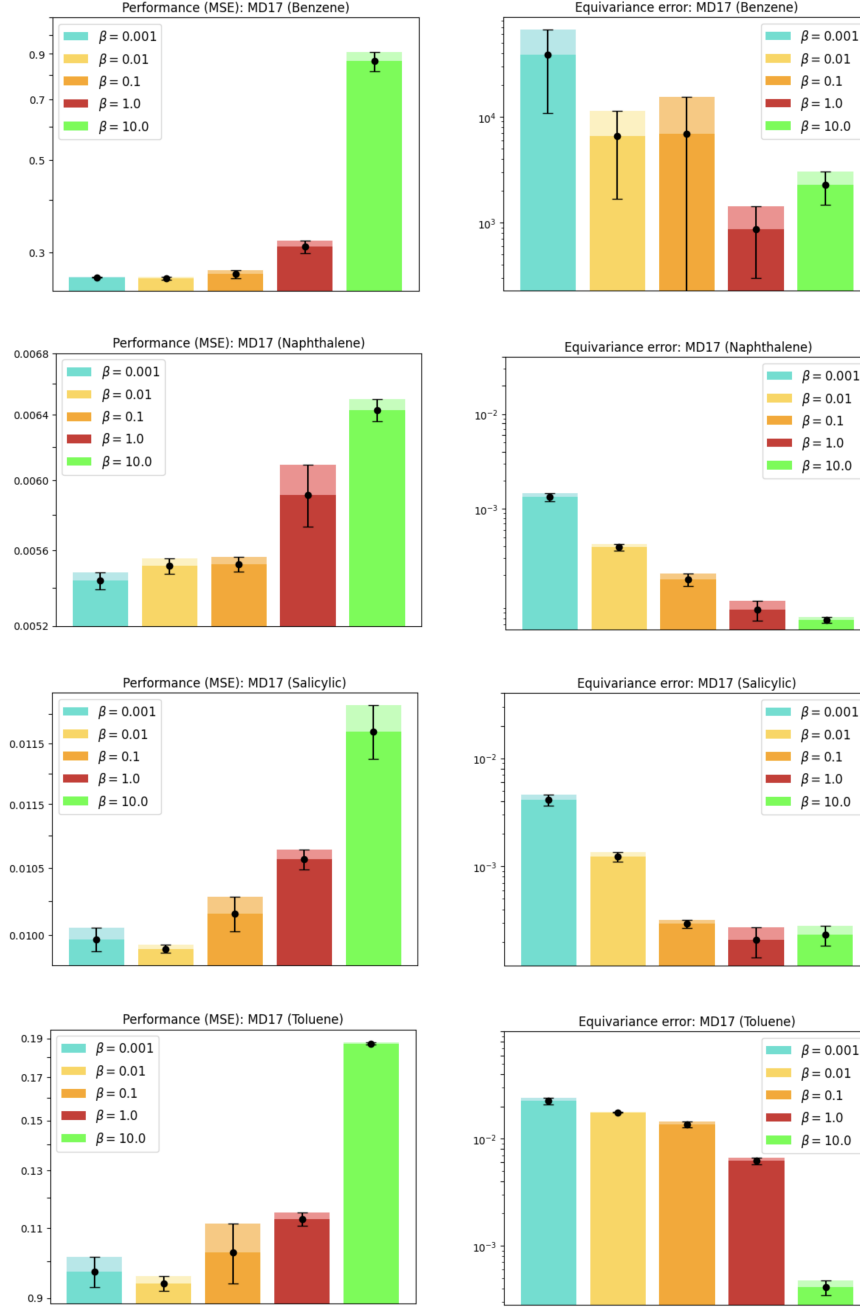 Performance (MSE): MD17 (Benzene)
0.9
0.7
0.5
0.3
β = 0.001
β = 0.01
β = 0.1
β = 1.0
β = 10.0
Equivariance error: MD17 (Benzene)
10⁴
10³
β = 0.001
β = 0.01
β = 0.1
β = 1.0
β = 10.0
Performance (MSE): MD17 (Naphthalene)
0.0068
0.0064
0.0060
0.0056
0.0052
β = 0.001
β = 0.01
β = 0.1
β = 1.0
β = 10.0
Equivariance error: MD17 (Naphthalene)
10⁻²
10⁻³
β = 0.001
β = 0.01
β = 0.1
β = 1.0
β = 10.0
Performance (MSE): MD17 (Salicylic)
0.0115
0.0115
0.0105
0.0100
β = 0.001
β = 0.01
β = 0.1
β = 1.0
β = 10.0
Equivariance error: MD17 (Salicylic)
10⁻²
10⁻³
β = 0.001
β = 0.01
β = 0.1
β = 1.0
β = 10.0
Performance (MSE): MD17 (Toluene)
0.19
0.17
0.15
0.13
0.11
0.9
β = 0.001
β = 0.01
β = 0.1
β = 1.0
β = 10.0
Equivariance error: MD17 (Toluene)
10⁻²
10⁻³
β = 0.001
β = 0.01
β = 0.1
β = 1.0
β = 10.0